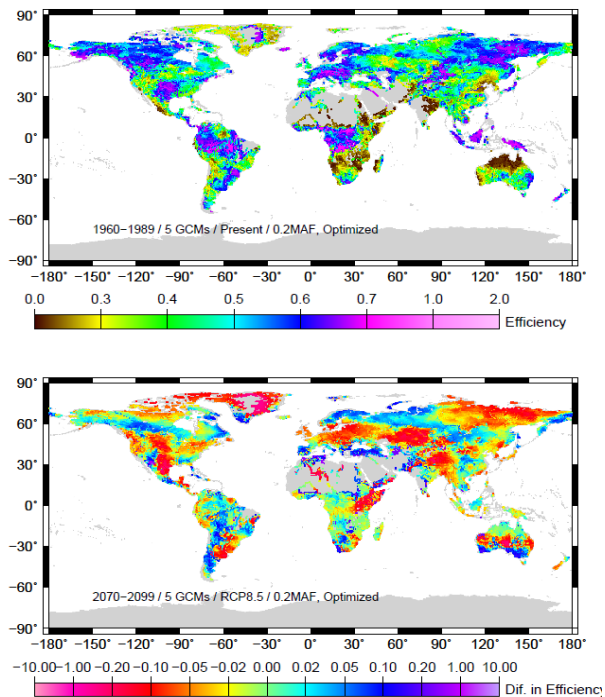 90°
60°
30°
0°
−30°
−60°
−90°
1960−1989 / 5 GCMs / Present / 0.2MAF, Optimized
−180° −150° −120° −90° −60° −30° 0° 30° 60° 90° 120° 150° 180°
0.0 0.3 0.4 0.5 0.6 0.7 1.0 2.0
Efficiency
90°
60°
30°
0°
−30°
−60°
−90°
2070−2099 / 5 GCMs / RCP8.5 / 0.2MAF, Optimized
−180° −150° −120° −90° −60° −30° 0° 30° 60° 90° 120° 150° 180°
−10.00 −1.00 −0.20 −0.10 −0.05 −0.02 0.00 0.02 0.05 0.10 0.20 1.00 10.00
Dif. in Efficiency